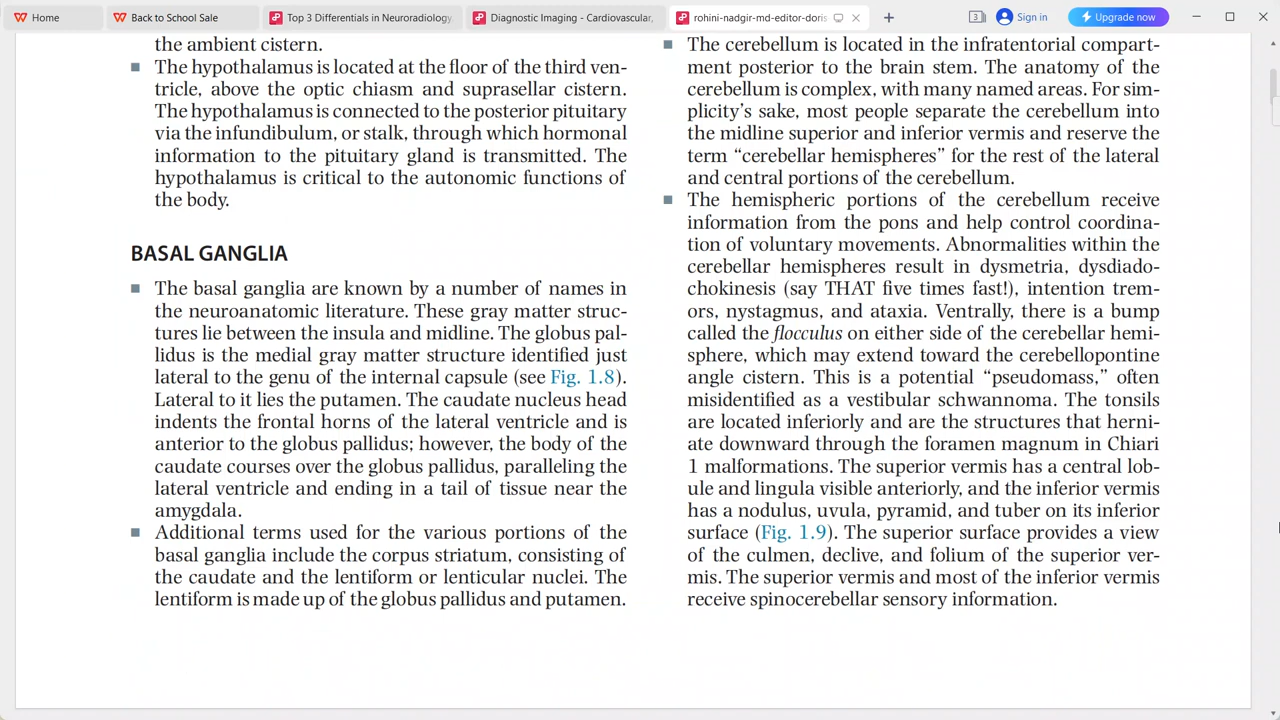 Home
Back to School Sale
Top 3 Differentials in Neuroradiology
Diagnostic Imaging - Cardiovascular,
rohini-nadgir-md-editor-doris
3
Sign in
Upgrade now
the ambient cistern.
The hypothalamus is located at the floor of the third ven-
tricle, above the optic chiasm and suprasellar cistern.
The hypothalamus is connected to the posterior pituitary
via the infundibulum, or stalk, through which hormonal
information to the pituitary gland is transmitted. The
hypothalamus is critical to the autonomic functions of
the body.
BASAL GANGLIA
The basal ganglia are known by a number of names in
the neuroanatomic literature. These gray matter struc-
tures lie between the insula and midline. The globus pal-
lidus is the medial gray matter structure identified just
lateral to the genu of the internal capsule (see Fig. 1.8).
Lateral to it lies the putamen. The caudate nucleus head
indents the frontal horns of the lateral ventricle and is
anterior to the globus pallidus; however, the body of the
caudate courses over the globus pallidus, paralleling the
lateral ventricle and ending in a tail of tissue near the
amygdala.
Additional terms used for the various portions of the
basal ganglia include the corpus striatum, consisting of
the caudate and the lentiform or lenticular nuclei. The
lentiform is made up of the globus pallidus and putamen.
The cerebellum is located in the infratentorial compart-
ment posterior to the brain stem. The anatomy of the
cerebellum is complex, with many named areas. For sim-
plicity's sake, most people separate the cerebellum into
the midline superior and inferior vermis and reserve the
term “cerebellar hemispheres” for the rest of the lateral
and central portions of the cerebellum.
The hemispheric portions of the cerebellum receive
information from the pons and help control coordina-
tion of voluntary movements. Abnormalities within the
cerebellar hemispheres result in dysmetria, dysdiado-
chokinesis (say THAT five times fast!), intention trem-
ors, nystagmus, and ataxia. Ventrally, there is a bump
called the flocculus on either side of the cerebellar hemi-
sphere, which may extend toward the cerebellopontine
angle cistern. This is a potential “pseudomass,” often
misidentified as a vestibular schwannoma. The tonsils
are located inferiorly and are the structures that herni-
ate downward through the foramen magnum in Chiari
1 malformations. The superior vermis has a central lob-
ule and lingula visible anteriorly, and the inferior vermis
has a nodulus, uvula, pyramid, and tuber on its inferior
surface (Fig. 1.9). The superior surface provides a view
of the culmen, declive, and folium of the superior ver-
mis. The superior vermis and most of the inferior vermis
receive spinocerebellar sensory information.